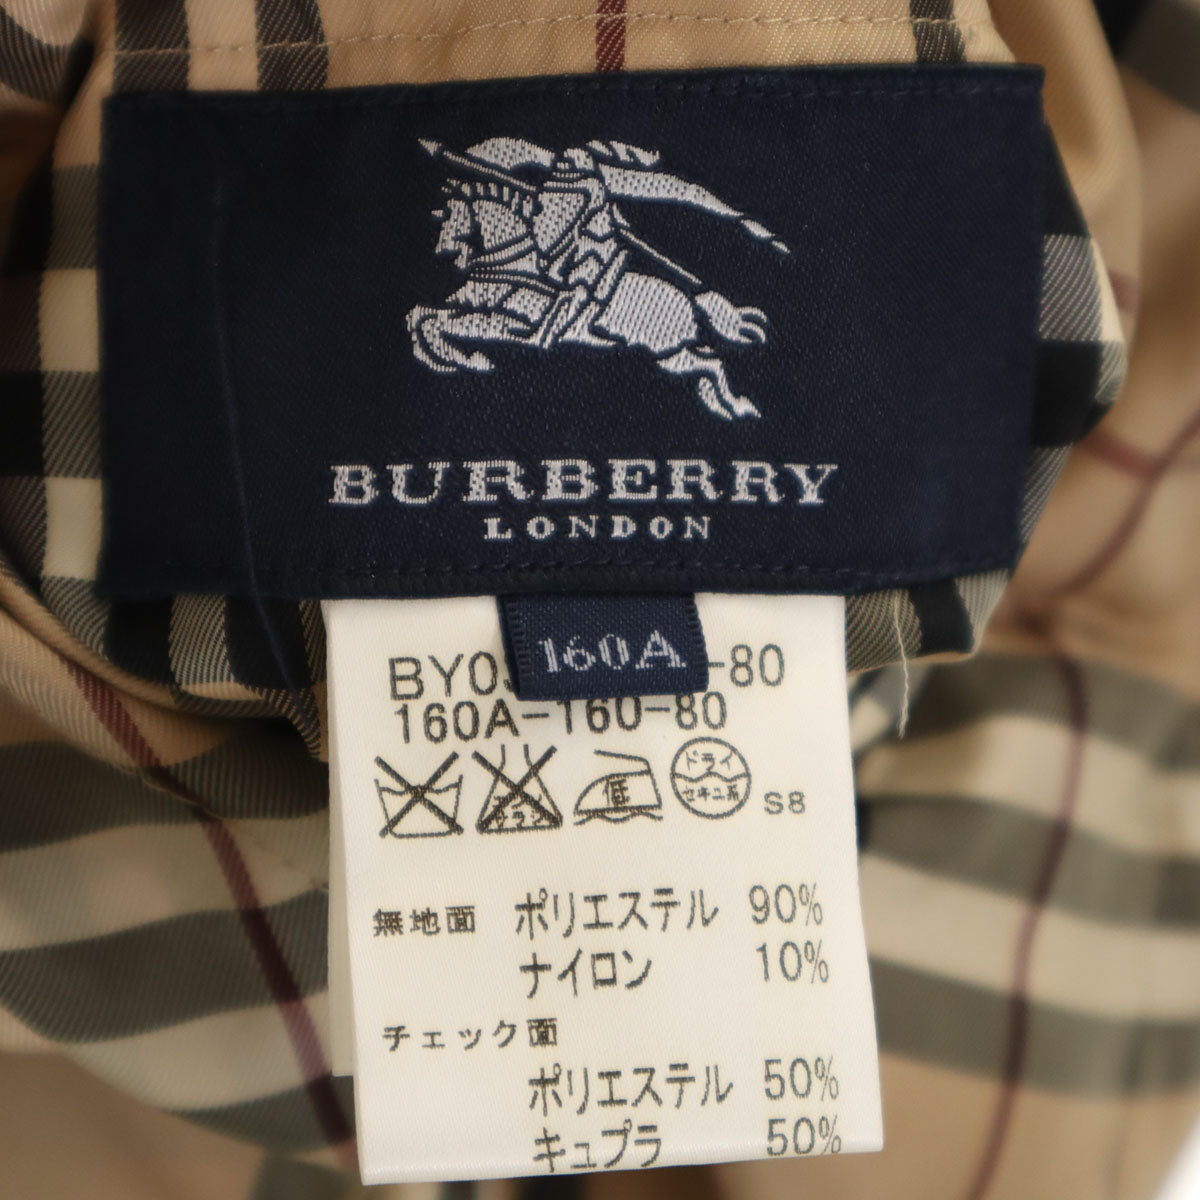 BURBERRY
LONDON
160A
-80
160A-160-80
低
ドライ
セキユ系
S8
無地面 ポリエステル 90%
ナイロン 10%
チェック面
ポリエステル 50%
キュプラ 50%